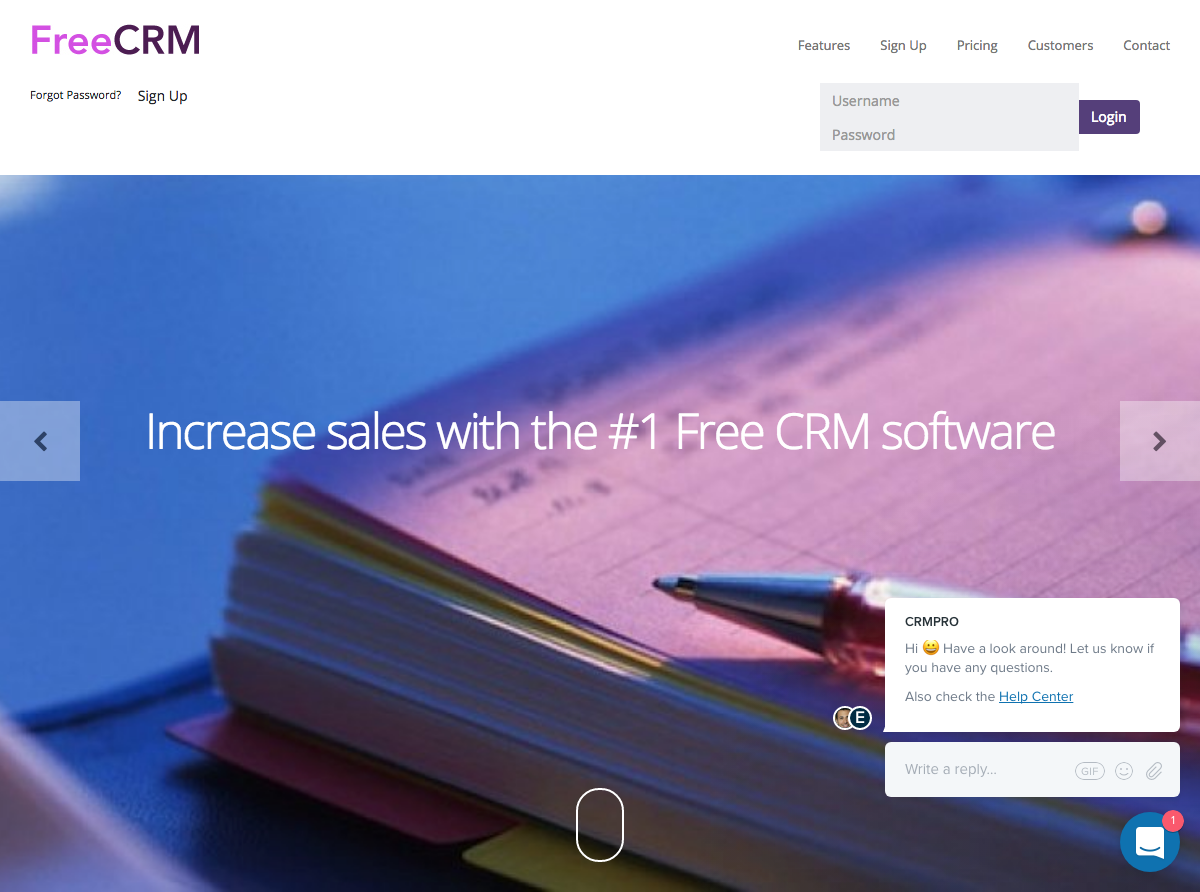 FreeCRM
Features Sign Up Pricing Customers Contact
Forgot Password? Sign Up
Username
Password
Login
Increase sales with the #1 Free CRM software
CRMPRO
Hi 😀 Have a look around! Let us know if
you have any questions.
Also check the Help Center
E
Write a reply...
GIF
1